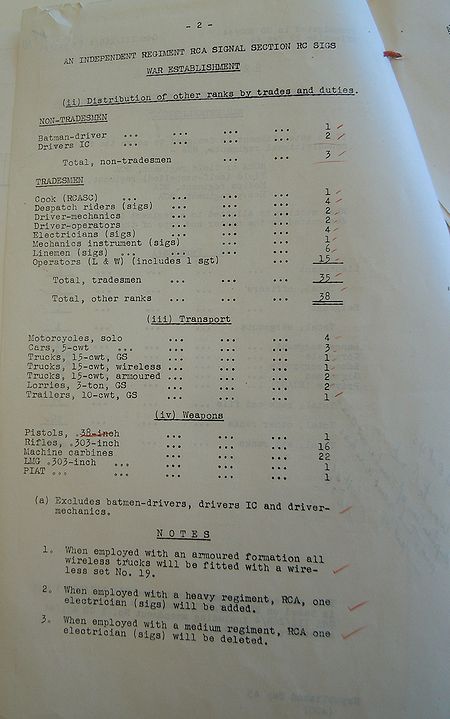 - 2 -
AN INDEPENDENT REGIMENT RCA SIGNAL SECTION RC SIGS
WAR ESTABLISHMENT
(ii) Distribution of other ranks by trades and duties.
NON-TRADESMEN
Batman-driver ... ... ... ... 1
Drivers IC ... ... ... ... 2
Total, non-tradesmen ... ... 3
TRADESMEN
Cook (RCASC) ... ... ... ... 1
Despatch riders (sigs) ... ... ... 4
Driver-mechanics ... ... ... 2
Driver-operators ... ... ... 2
Electricians (sigs) ... ... ... 4
Mechanics instrument (sigs) ... ... 1
Linemen (sigs) ... ... ... ... 6
Operators (L & W) (includes 1 sgt) ... ... 15
Total, tradesmen ... ... ... 35
Total, other ranks ... ... ... 38
(iii) Transport
Motorcycles, solo ... ... ... 4
Cars, 5-cwt ... ... ... ... 3
Trucks, 15-cwt, GS ... ... ... 1
Trucks, 15-cwt, wireless ... ... ... 1
Trucks, 15-cwt, armoured ... ... ... 2
Lorries, 3-ton, GS ... ... ... 2
Trailers, 10-cwt, GS ... ... ... 1
(iv) Weapons
Pistols, .38-inch ... ... ... 1
Rifles, .303-inch ... ... ... 16
Machine carbines ... ... ... 22
LMG .303-inch ... ... ... ... 1
PIAT ... ... ... ... ... 1
(a) Excludes batmen-drivers, drivers IC and driver-
mechanics.
NOTES
1. When employed with an armoured formation all
wireless trucks will be fitted with a wire-
less set No. 19.
2. When employed with a heavy regiment, RCA, one
electrician (sigs) will be added.
3. When employed with a medium regiment, RCA one
electrician (sigs) will be deleted.